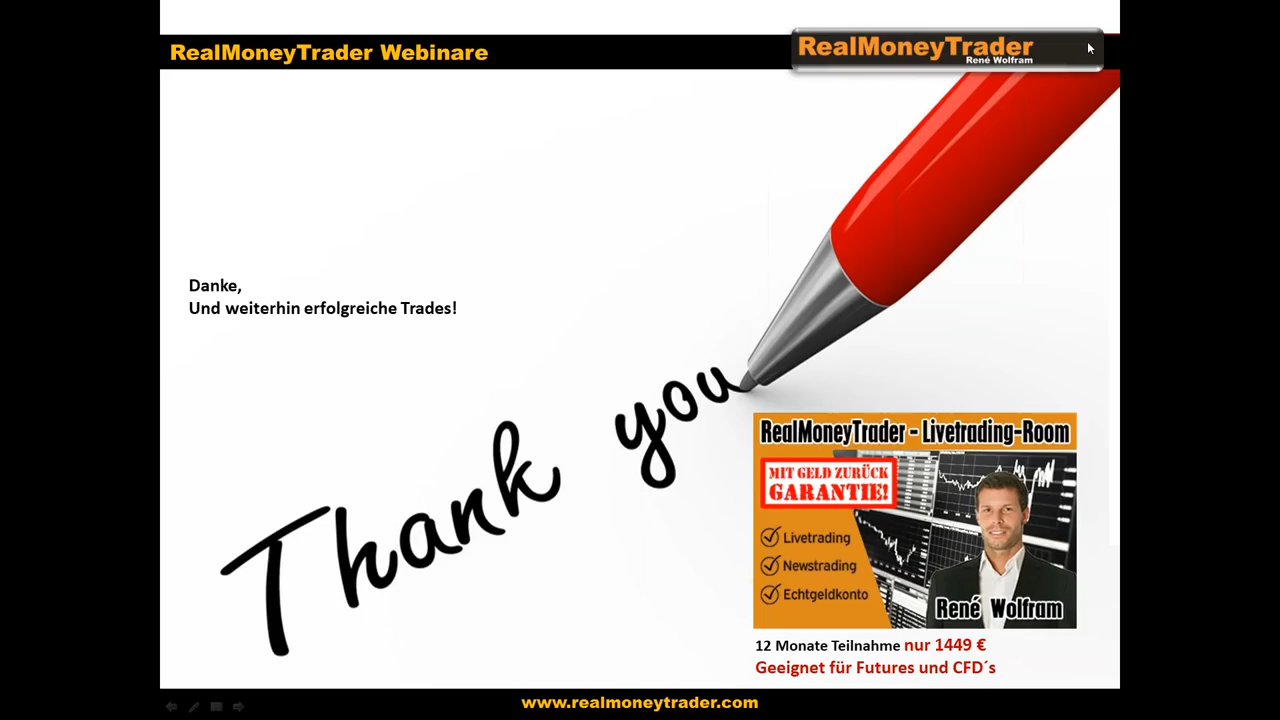 RealMoneyTrader Webinare
RealMoneyTrader
René Wolfram
Danke,
Und weiterhin erfolgreiche Trades!
Thank you
RealMoneyTrader - Livetrading-Room
MIT GELD ZURÜCK
GARANTIE!
Livetrading
Newstrading
Echtgeldkonto
René Wolfram
12 Monate Teilnahme nur 1449 €
Geeignet für Futures und CFD´s
www.realmoneytrader.com